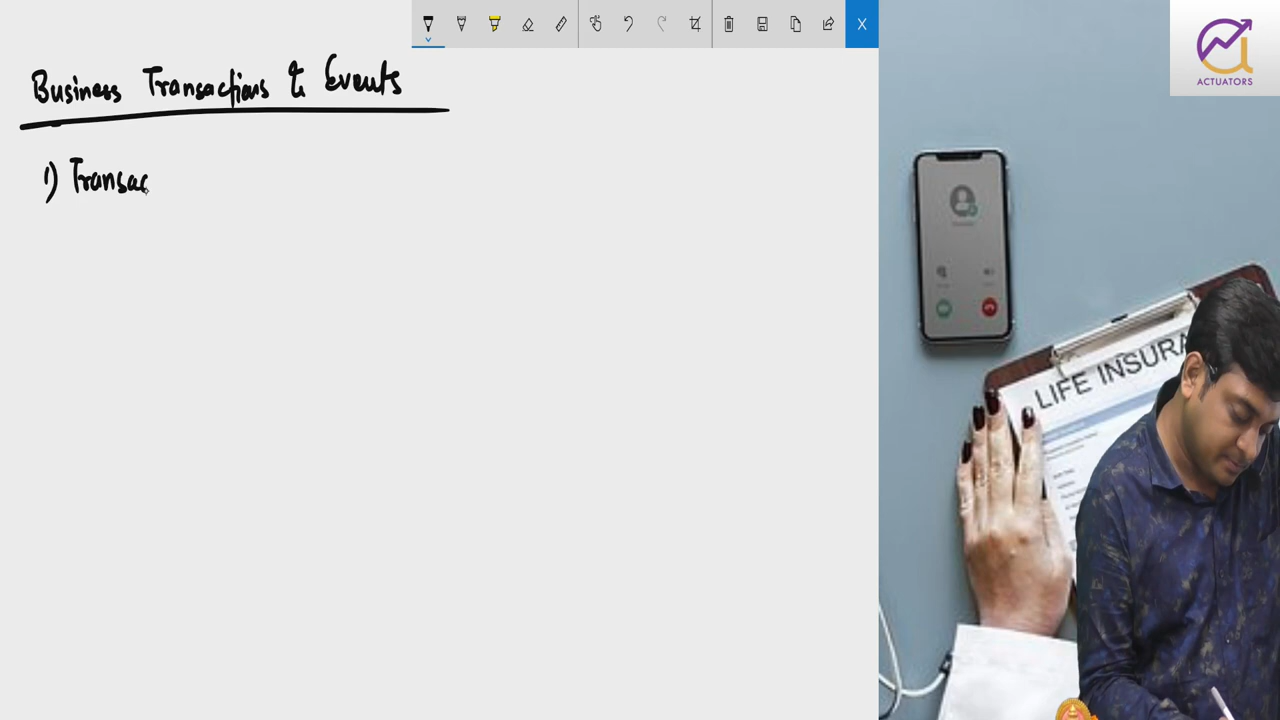 Business Transactions & Events
1) Transac
ACTUATORS
LIFE INSURA